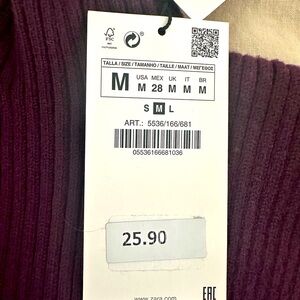 FSC
TALLA / SIZE / TAMANHO / TAILLE / MAAT /
M
USA MEX UK IT BR
M 28 M M M
S M L
ART.: 5536/166/681
05536166681036
25.90
www.zara.com
EAC